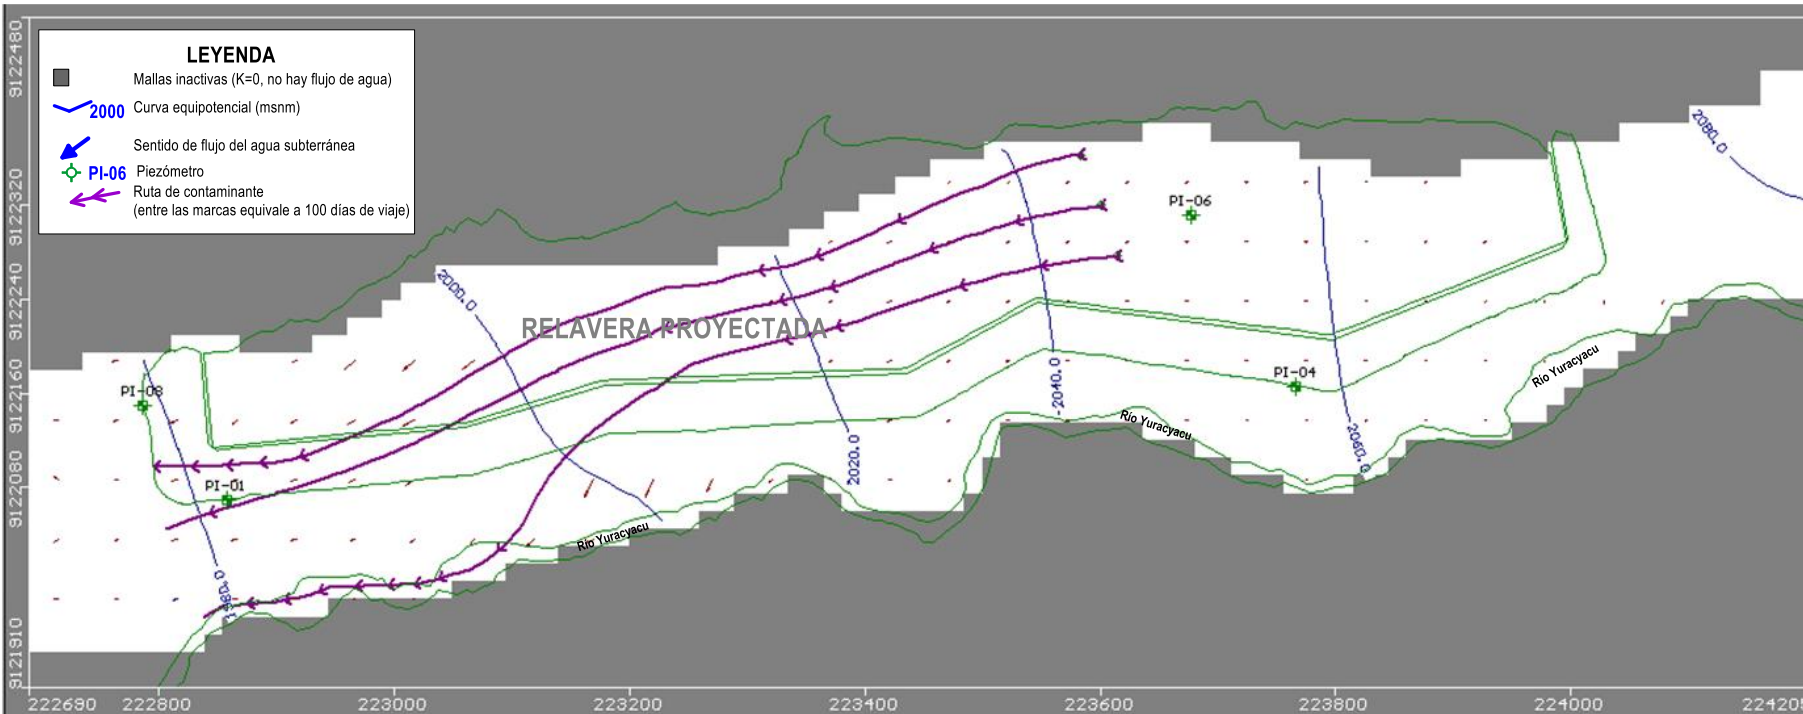 LEYENDA
Mallas inactivas (K=0, no hay flujo de agua)
2000 Curva equipotencial (msnm)
Sentido de flujo del agua subterránea
PI-06 Piezómetro
Ruta de contaminante
(entre las marcas equivale a 100 días de viaje)
9122480
9122320
9122240
9122160
9122080
9121910
2080.0
PI-06
2000.0
RELAVERA PROYECTADA
Río Yuracyacu
PI-03
PI-04
2040.0
Río Yuracyacu
2060.0
2020.0
PI-01
Río Yuracyacu
1980.0
222690 222800 223000 223200 223400 223600 223800 224000 224205